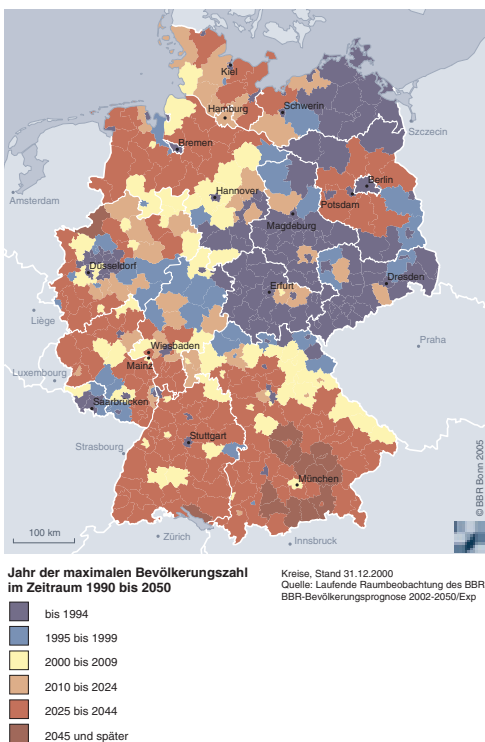 Kiel
Hamburg
Schwerin
Szczecin
Bremen
Berlin
Amsterdam
Hannover
Potsdam
Magdeburg
Düsseldorf
Erfurt
Dresden
Liège
Praha
Wiesbaden
Mainz
Luxembourg
Saarbrücken
Strasbourg
Stuttgart
München
Zürich
Innsbruck
100 km
© BBR Bonn 2005
Jahr der maximalen Bevölkerungszahl
im Zeitraum 1990 bis 2050
bis 1994
1995 bis 1999
2000 bis 2009
2010 bis 2024
2025 bis 2044
2045 und später
Kreise, Stand 31.12.2000
Quelle: Laufende Raumbeobachtung des BBR
BBR-Bevölkerungsprognose 2002-2050/Exp